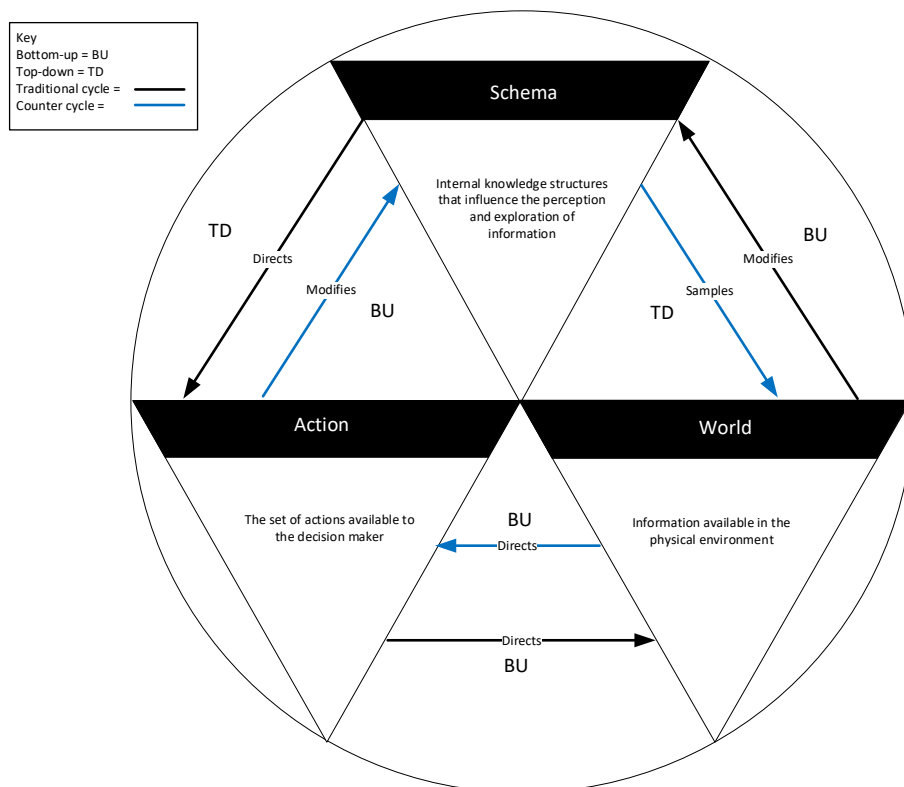 Key
Bottom-up = BU
Top-down = TD
Traditional cycle =
Counter cycle =
Schema
Internal knowledge structures
that influence the perception
and exploration of
information
TD
Directs
Modifies
BU
BU
Modifies
Samples
TD
Action
World
The set of actions available to
the decision maker
BU
Directs
Information available in the
physical environment
Directs
BU